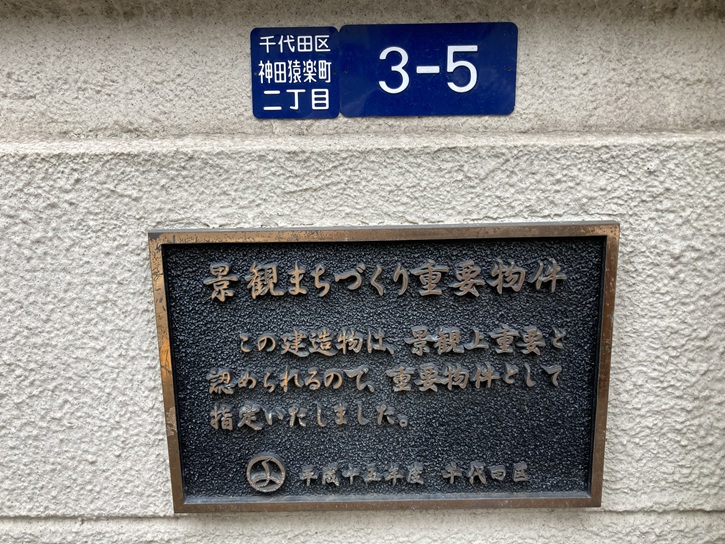 千代田区
神田猿楽町
二丁目
3-5
景観まちづくり重要物件
この建造物は、景観上重要と
認められるので、重要物件として
指定いたしました。
平成十五年度 千代田区